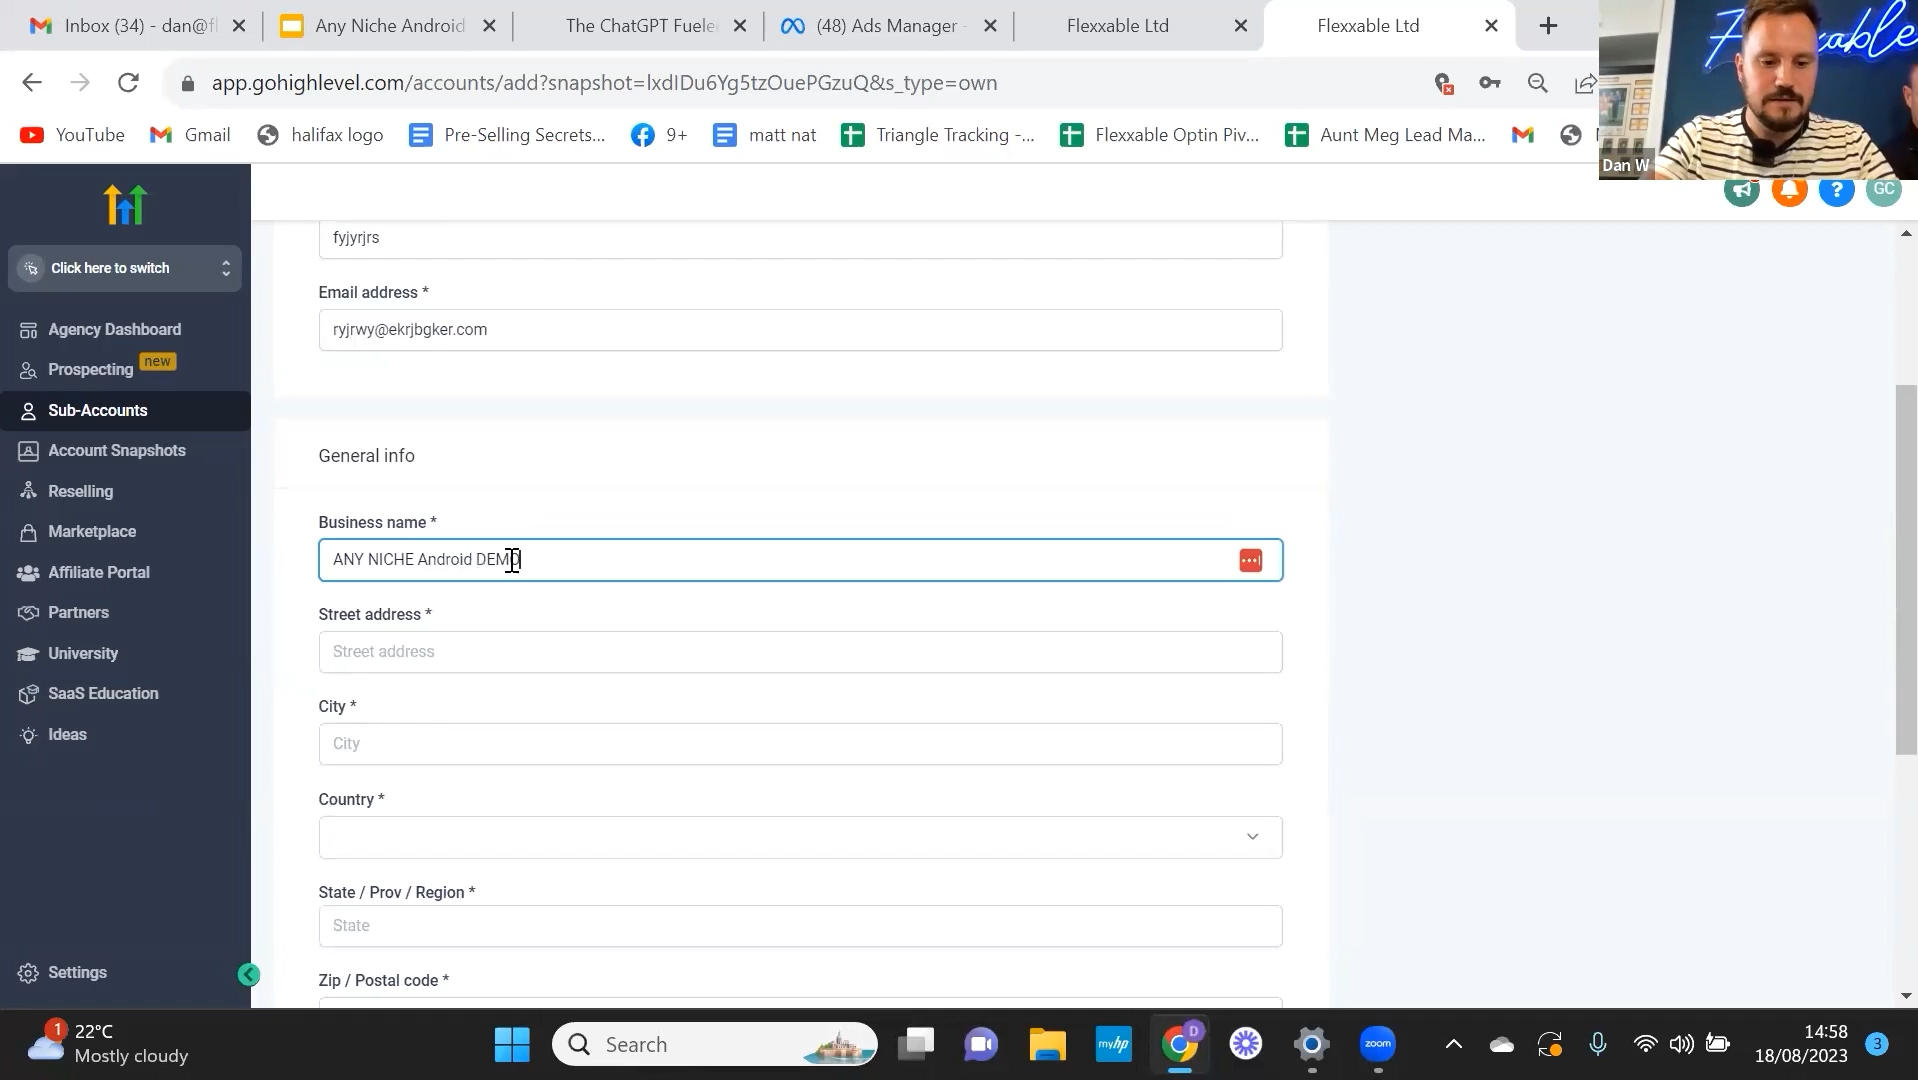 Inbox (34) - dan@fl
Any Niche Android
The ChatGPT Fuele
(48) Ads Manager -
Flexxable Ltd
Flexxable Ltd
app.gohighlevel.com/accounts/add?snapshot=lxdIDu6Yg5tzOuePGzuQ&s_type=own
YouTube
Gmail
halifax logo
Pre-Selling Secrets...
9+
matt nat
Triangle Tracking -...
Flexxable Optin Piv...
Aunt Meg Lead Ma...
Dan W
GC
Click here to switch
Agency Dashboard
Prospecting new
Sub-Accounts
Account Snapshots
Reselling
Marketplace
Affiliate Portal
Partners
University
SaaS Education
Ideas
Settings
fyjyrjrs
Email address *
ryjrwy@ekrjbgker.com
General info
Business name *
ANY NICHE Android DEMO
Street address *
Street address
City *
City
Country *
State / Prov / Region *
State
Zip / Postal code *
1
22°C
Mostly cloudy
Search
myhp
D
zoom
14:58
18/08/2023
3